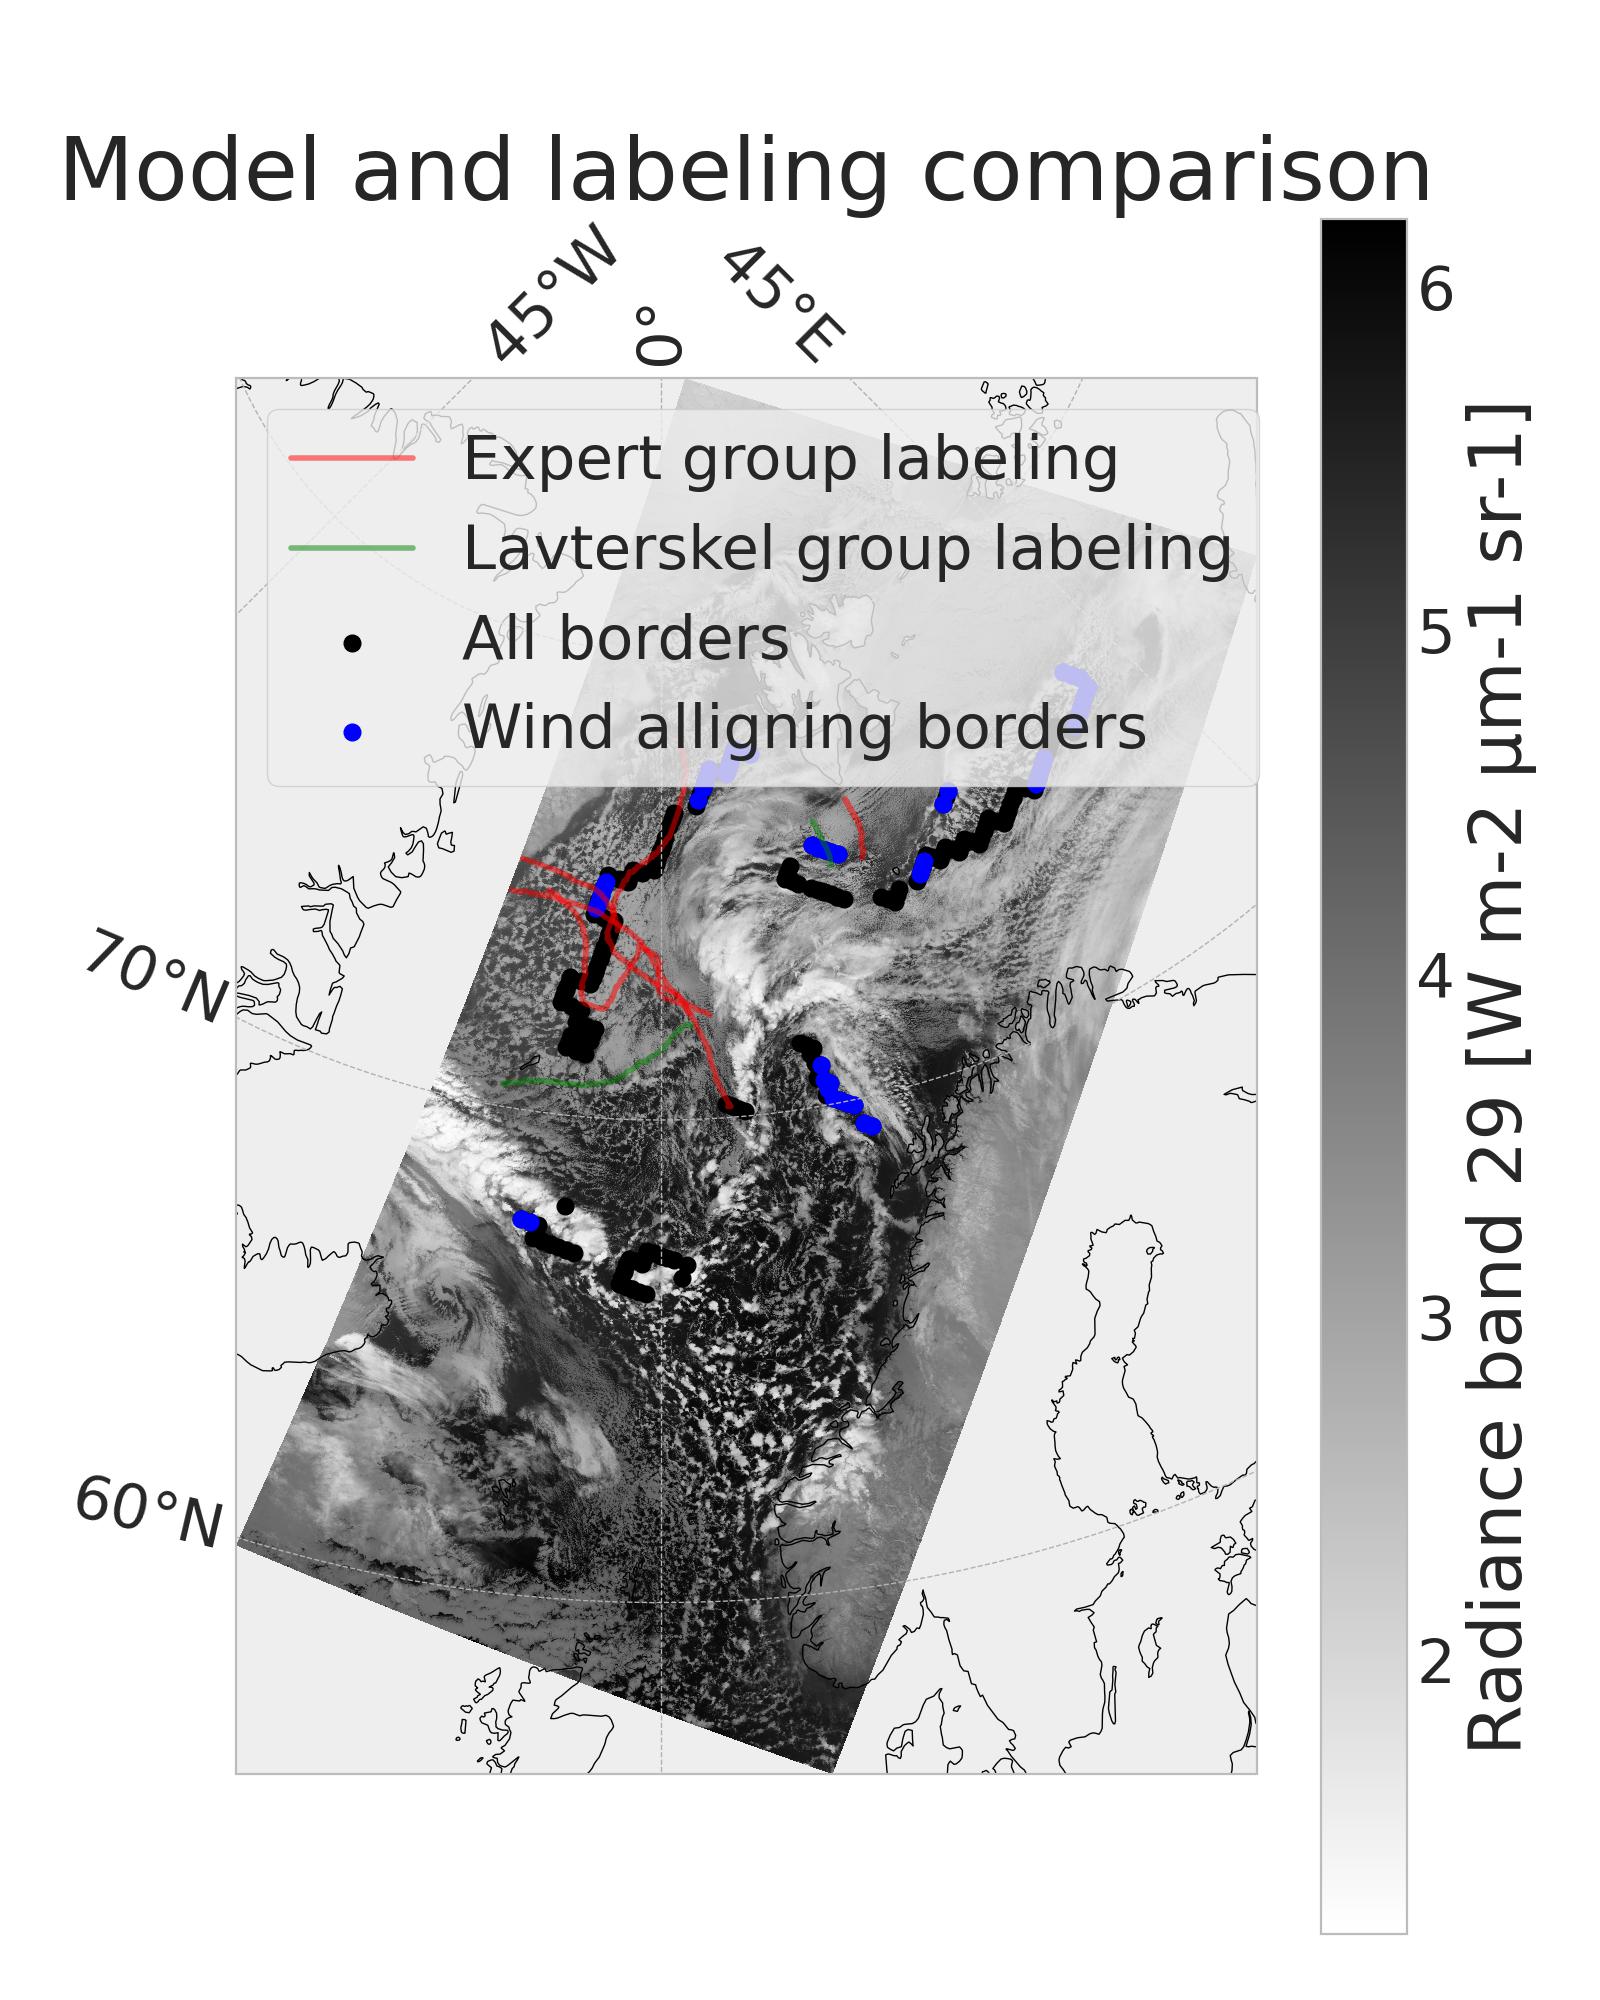 Model and labeling comparison
45°W
0°
45°E
Expert group labeling
Lavterskel group labeling
All borders
Wind alligning borders
70°N
60°N
6
5
4
3
2
Radiance band 29 [W m-2 µm-1 sr-1]